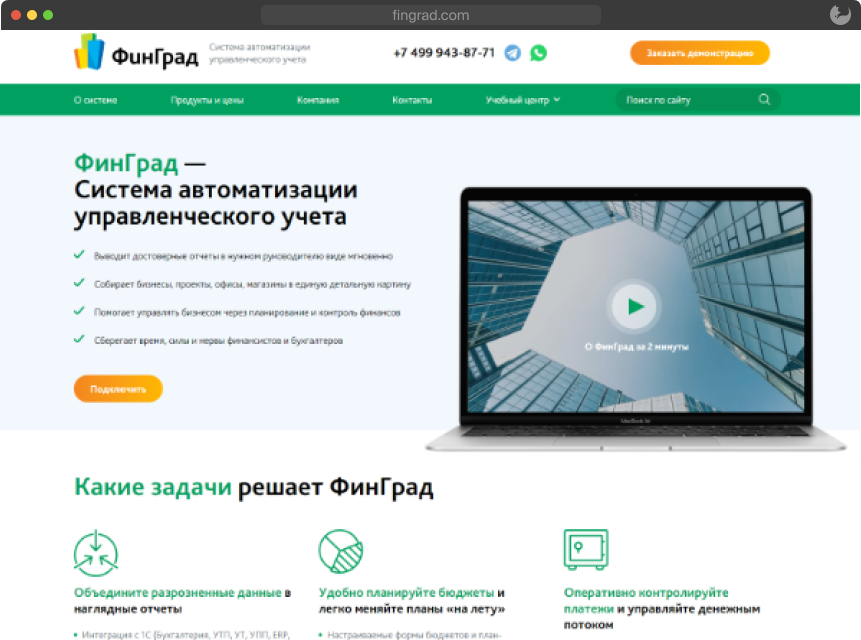 fingrad.com
ФинГрад
Система автоматизации
управленческого учета
+7 499 943-87-71
Заказать демонстрацию
О системе
Продукты и цены
Компания
Контакты
Учебный центр
Поиск по сайту
ФинГрад —
Система автоматизации
управленческого учета
Выводит достоверные отчеты в нужном руководителю виде мгновенно
Собирает бизнесы, проекты, офисы, магазины в единую детальную картину
Помогает управлять бизнесом через планирование и контроль финансов
Сберегает время, силы и нервы финансистов и бухгалтеров
Подключить
О ФинГрад за 2 минуты
MacBook Air
Какие задачи решает ФинГрад
Объедините разрозненные данные в
наглядные отчеты
Интеграция с 1С (Бухгалтерия, УТП, УТ, УПП, ERP,
Удобно планируйте бюджеты и
легко меняйте планы «на лету»
Настраиваемые формы бюджетов и план-
Оперативно контролируйте
платежи и управляйте денежным
потоком